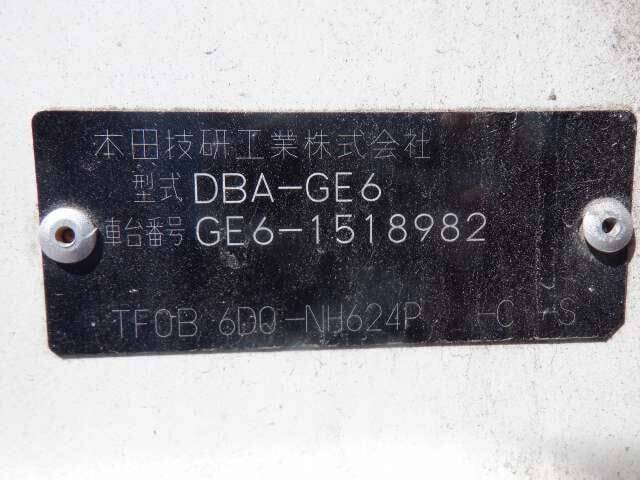 本田技研工業株式会社
型式 DBA-GE6
車台番号 GE6-1518982
TF0B 6D0-NH624P -C -S